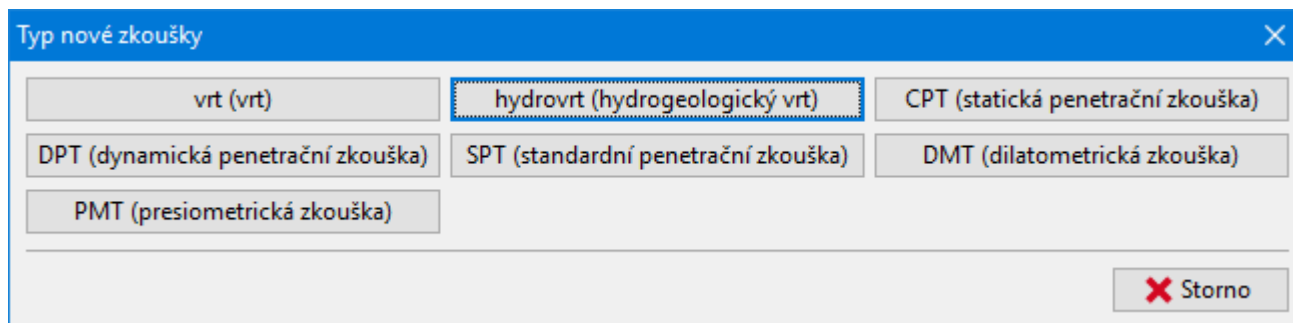 Typ nové zkoušky
vrt (vrt)
hydrovrt (hydrogeologický vrt)
CPT (statická penetrační zkouška)
DPT (dynamická penetrační zkouška)
SPT (standardní penetrační zkouška)
DMT (dilatometrická zkouška)
PMT (presiometrická zkouška)
Storno